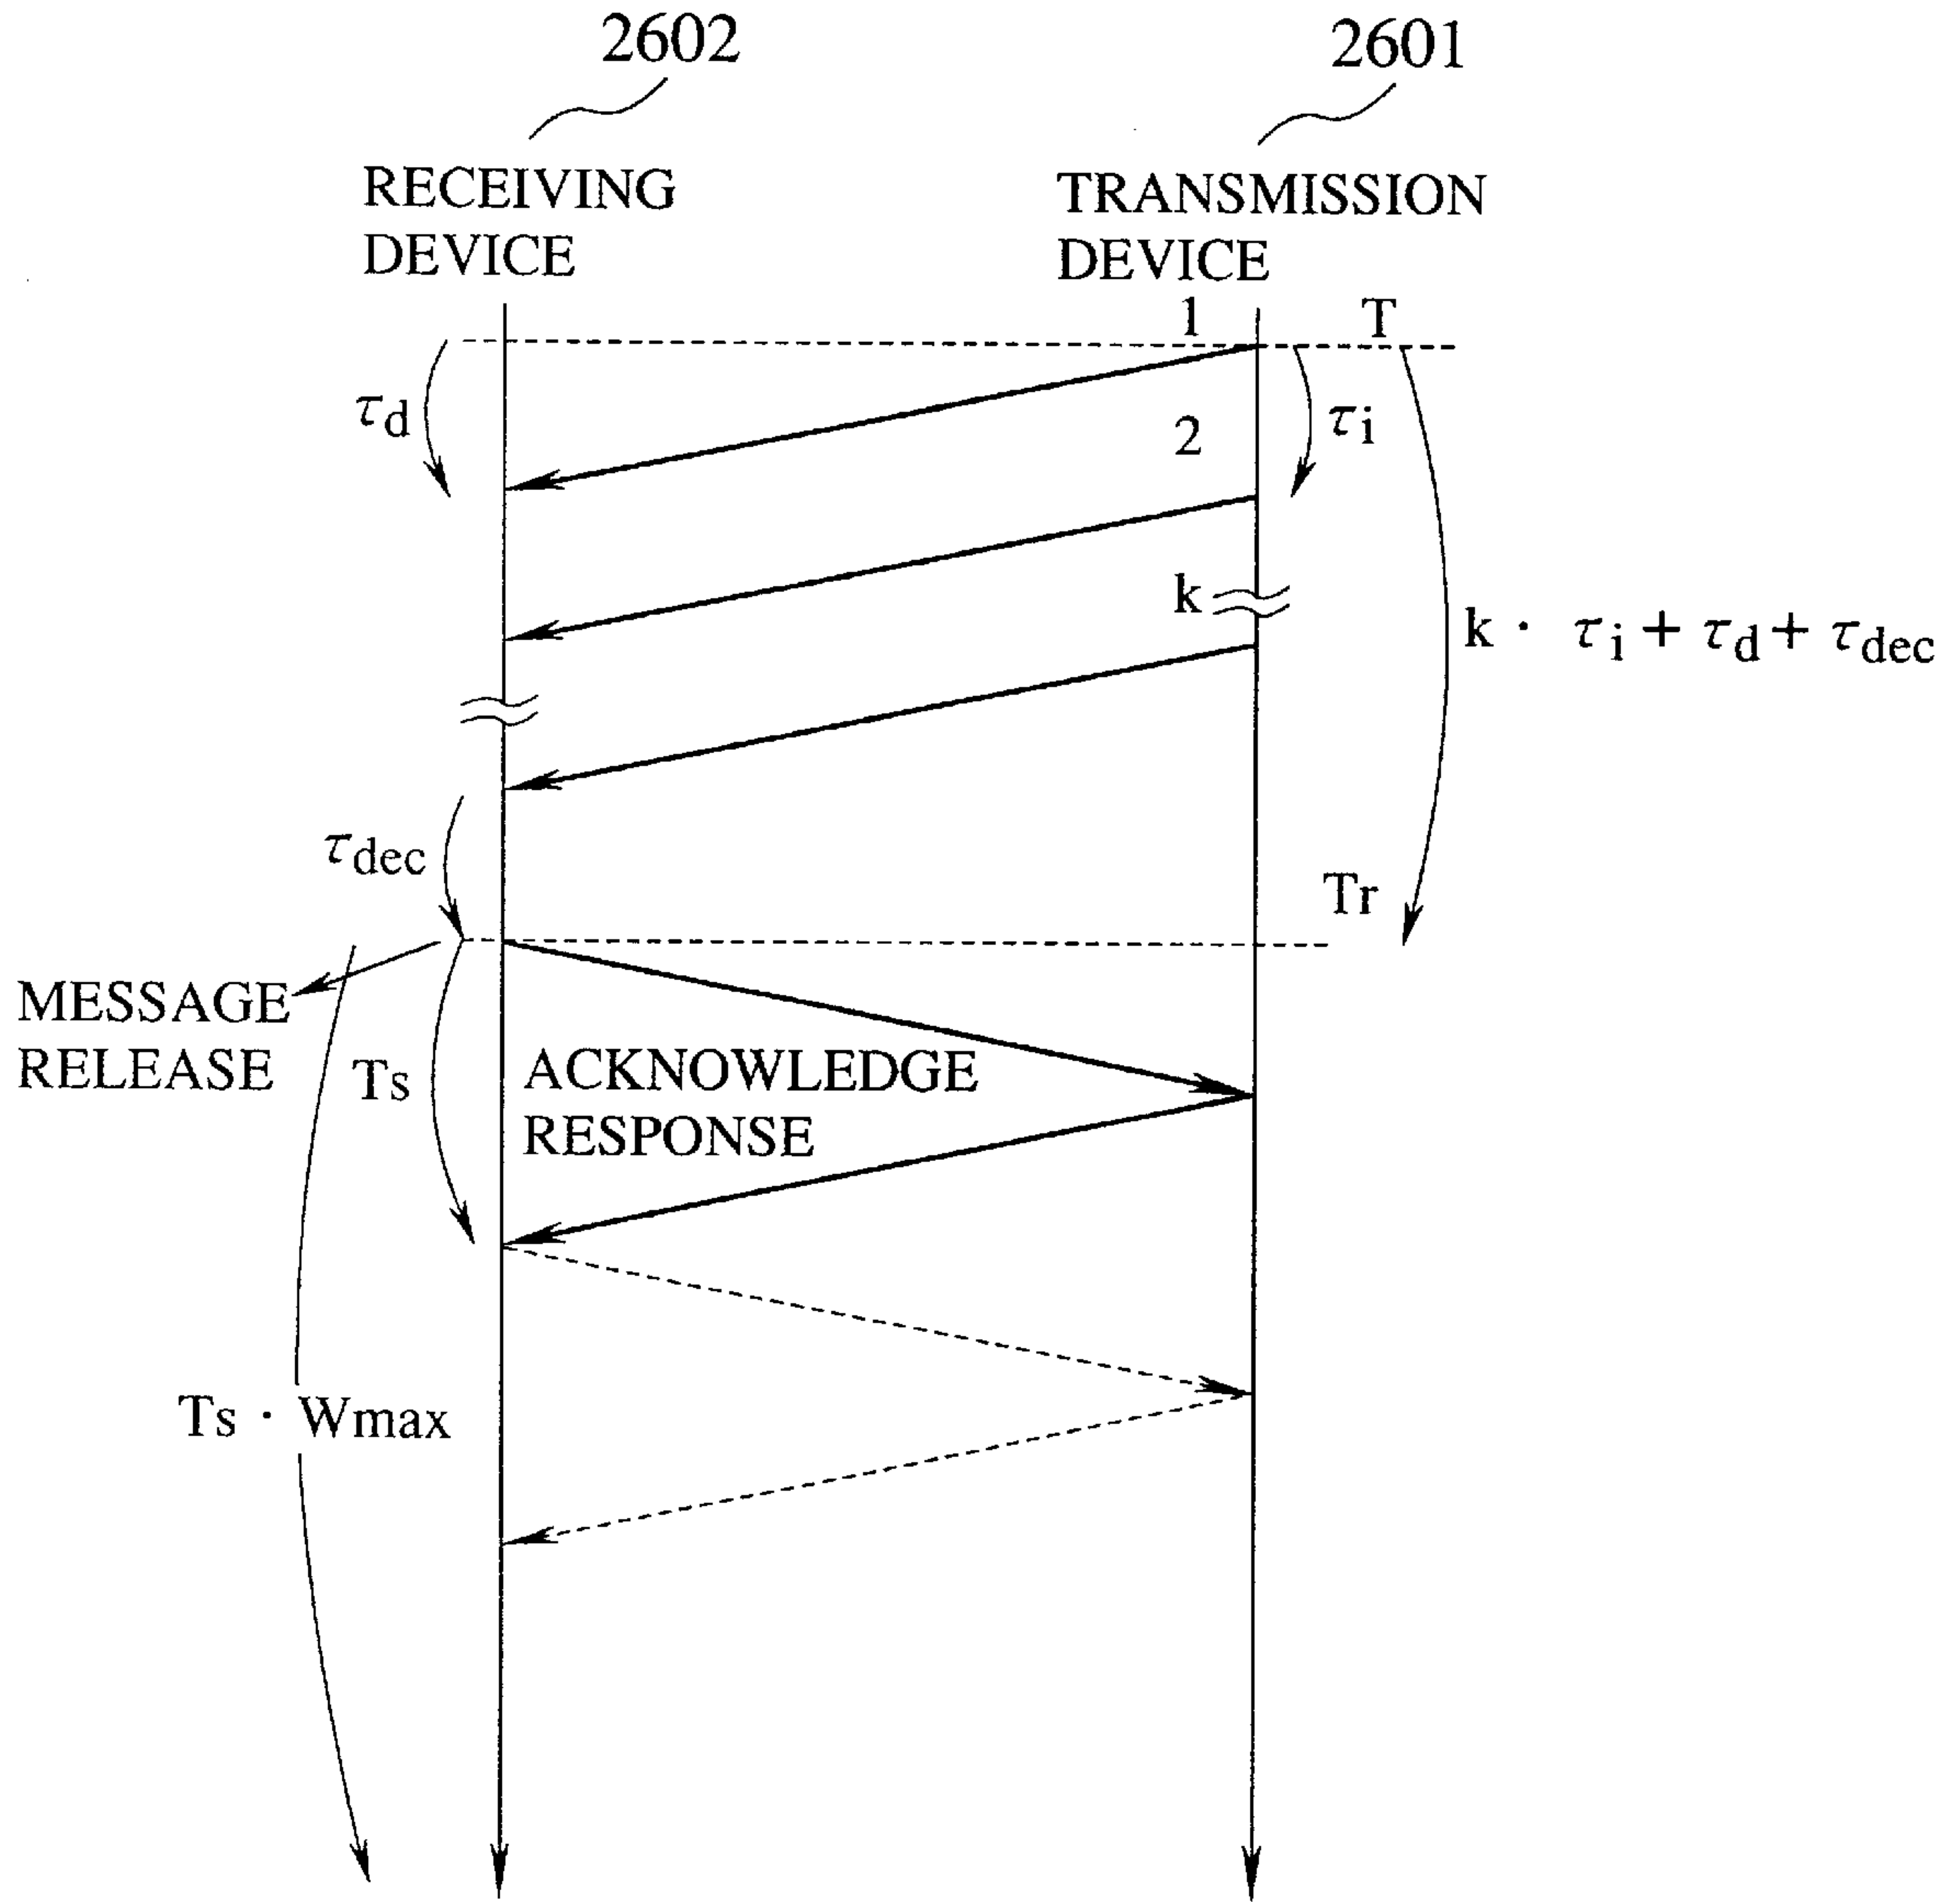 2602
2601
RECEIVING
DEVICE
TRANSMISSION
DEVICE
1
T
τd
2
τi
k
k · τi + τd + τdec
τdec
Tr
MESSAGE
RELEASE
Ts
ACKNOWLEDGE
RESPONSE
Ts · Wmax